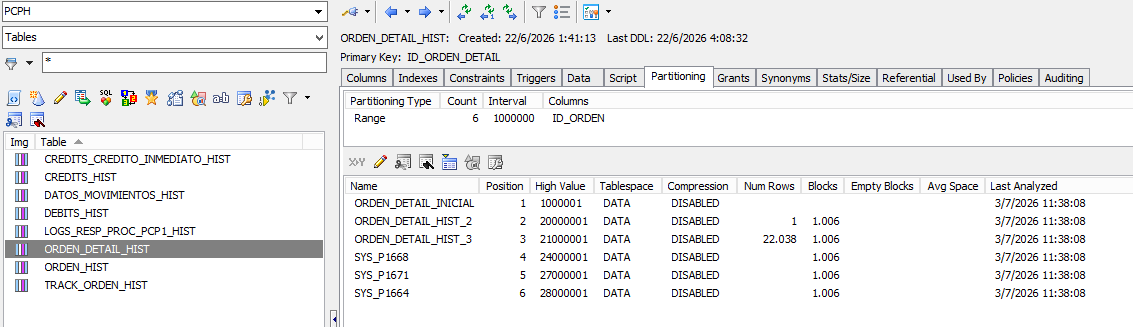 PCPH
Tables
*
Img Table
CREDITS_CREDITO_INMEDIATO_HIST
CREDITS_HIST
DATOS_MOVIMIENTOS_HIST
DEBITS_HIST
LOGS_RESP_PROC_PCP1_HIST
ORDEN_DETAIL_HIST
ORDEN_HIST
TRACK_ORDEN_HIST
SQL
a-b
ORDEN_DETAIL_HIST: Created: 22/6/2026 1:41:13 Last DDL: 22/6/2026 4:08:32
Primary Key: ID_ORDEN_DETAIL
Columns Indexes Constraints Triggers Data Script Partitioning Grants Synonyms Stats/Size Referential Used By Policies Auditing
Partitioning Type Count Interval Columns
Range 6 1000000 ID_ORDEN
X-Y
Name Position High Value Tablespace Compression Num Rows Blocks Empty Blocks Avg Space Last Analyzed
ORDEN_DETAIL_INICIAL 1 1000001 DATA DISABLED 3/7/2026 11:38:08
ORDEN_DETAIL_HIST_2 2 20000001 DATA DISABLED 1 1.006 3/7/2026 11:38:08
ORDEN_DETAIL_HIST_3 3 21000001 DATA DISABLED 22.038 1.006 3/7/2026 11:38:08
SYS_P1668 4 24000001 DATA DISABLED 1.006 3/7/2026 11:38:08
SYS_P1671 5 27000001 DATA DISABLED 1.006 3/7/2026 11:38:08
SYS_P1664 6 28000001 DATA DISABLED 1.006 3/7/2026 11:38:08